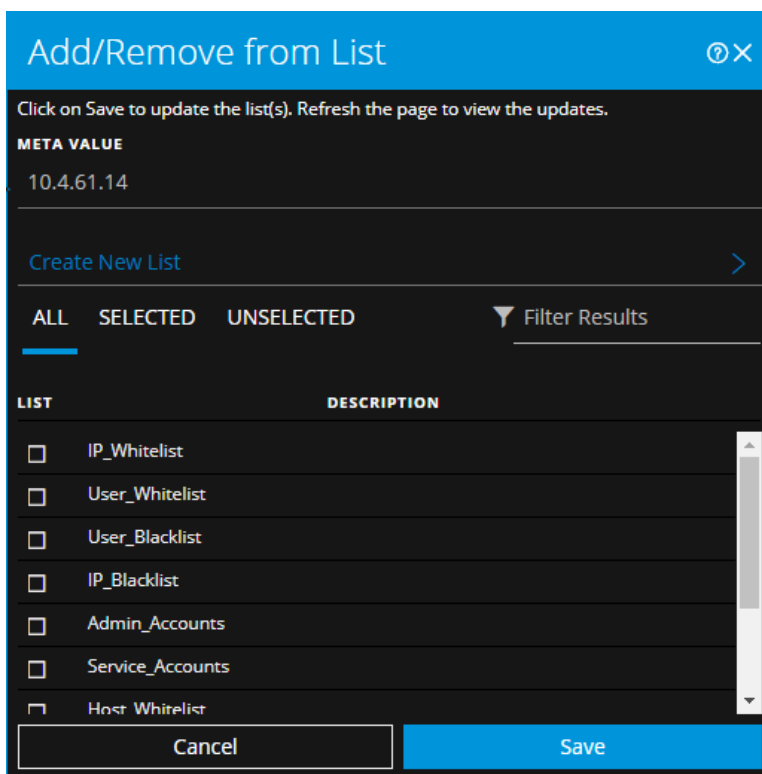 Add/Remove from List
Click on Save to update the list(s). Refresh the page to view the updates.
META VALUE
10.4.61.14
Create New List
ALL SELECTED UNSELECTED Filter Results
LIST DESCRIPTION
IP_Whitelist
User_Whitelist
User_Blacklist
IP_Blacklist
Admin_Accounts
Service_Accounts
Host_Whitelist
Cancel Save